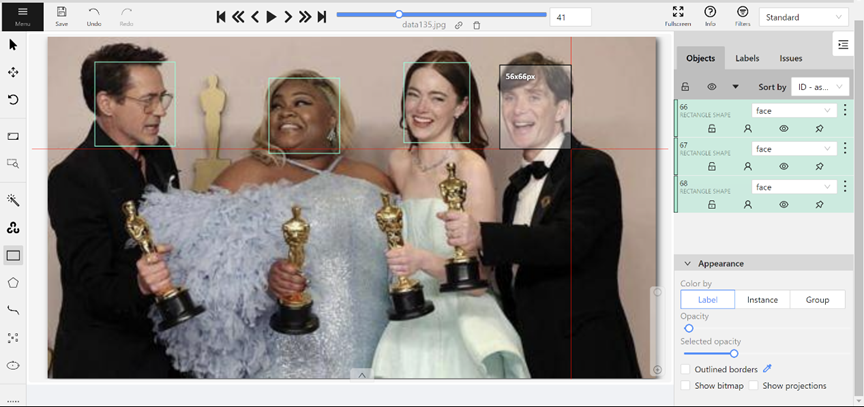 Menu
Save
Undo
Redo
41
Fullscreen
Info
Filters
Standard
data135.jpg
56x66px
Objects
Labels
Issues
Sort by
ID - as...
66
RECTANGLE SHAPE
face
67
RECTANGLE SHAPE
face
68
RECTANGLE SHAPE
face
Appearance
Color by
Label
Instance
Group
Opacity
Selected opacity
Outlined borders
Show bitmap
Show projections